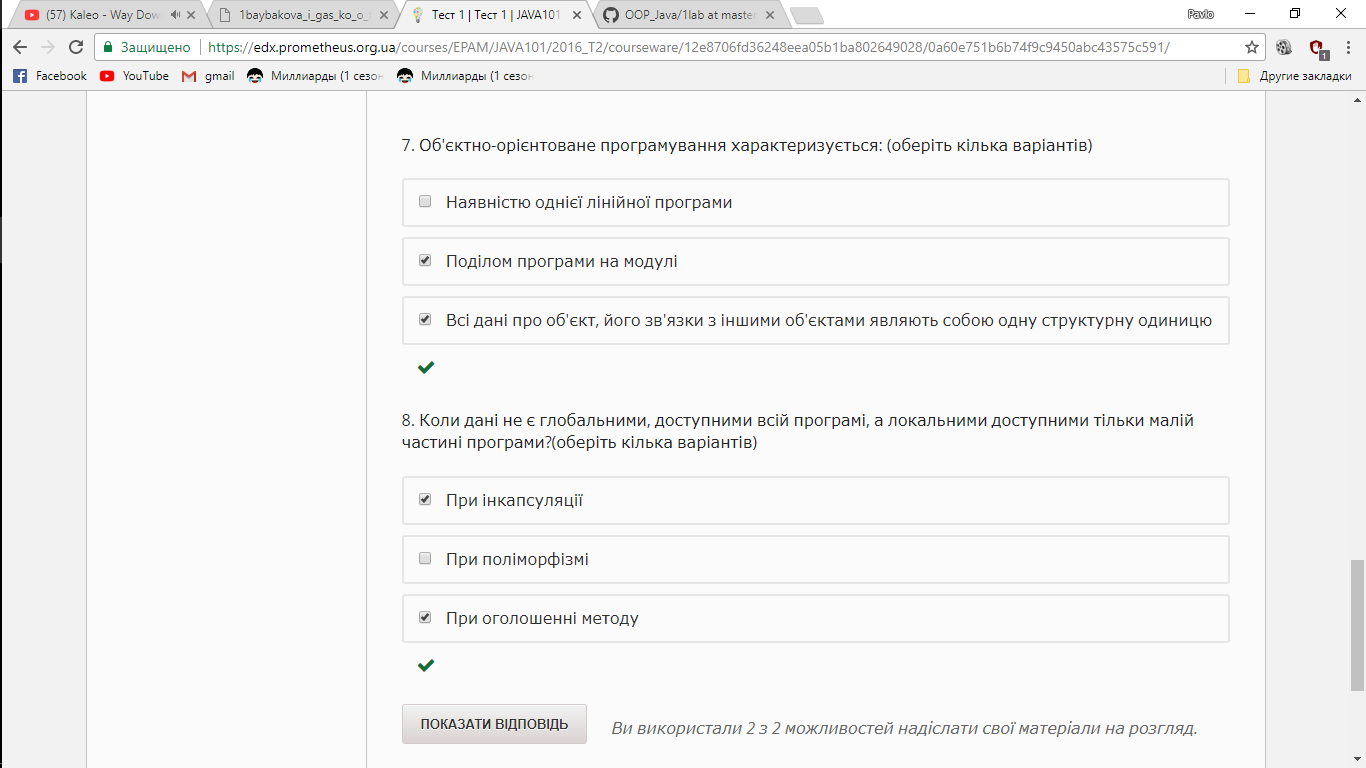 (57) Kaleo - Way Dow
1baybakova_i_gas_ko_o_
Тест 1 | Тест 1 | JAVA101
OOP_Java/1lab at master
Pavlo
Защищено
https://edx.prometheus.org.ua/courses/EPAM/JAVA101/2016_T2/courseware/12e8706fd36248eea05b1ba802649028/0a60e751b6b74f9c9450abc43575c591/
1
Facebook
YouTube
gmail
Миллиарды (1 сезон
Миллиарды (1 сезон
Другие закладки
7. Об'єктно-орієнтоване програмування характеризується: (оберіть кілька варіантів)
Наявністю однієї лінійної програми
Поділом програми на модулі
Всі дані про об'єкт, його зв'язки з іншими об'єктами являють собою одну структурну одиницю
8. Коли дані не є глобальними, доступними всій програмі, а локальними доступними тільки малій
частині програми?(оберіть кілька варіантів)
При інкапсуляції
При поліморфізмі
При оголошенні методу
ПОКАЗАТИ ВІДПОВІДЬ
Ви використали 2 з 2 можливостей надіслати свої матеріали на розгляд.